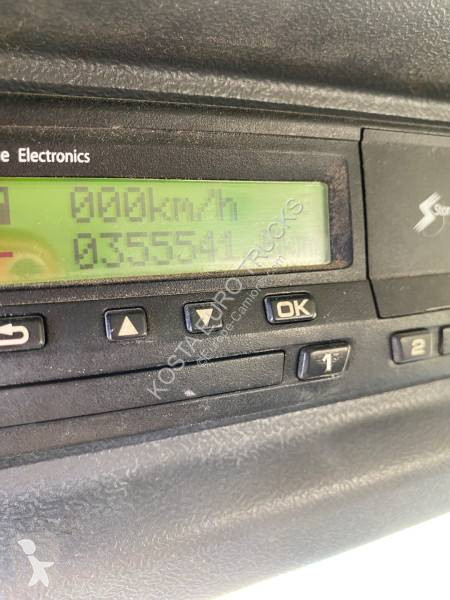 e Electronics
000km/h
0355541
OK
1
2
KOSTA EURO TRUCKS